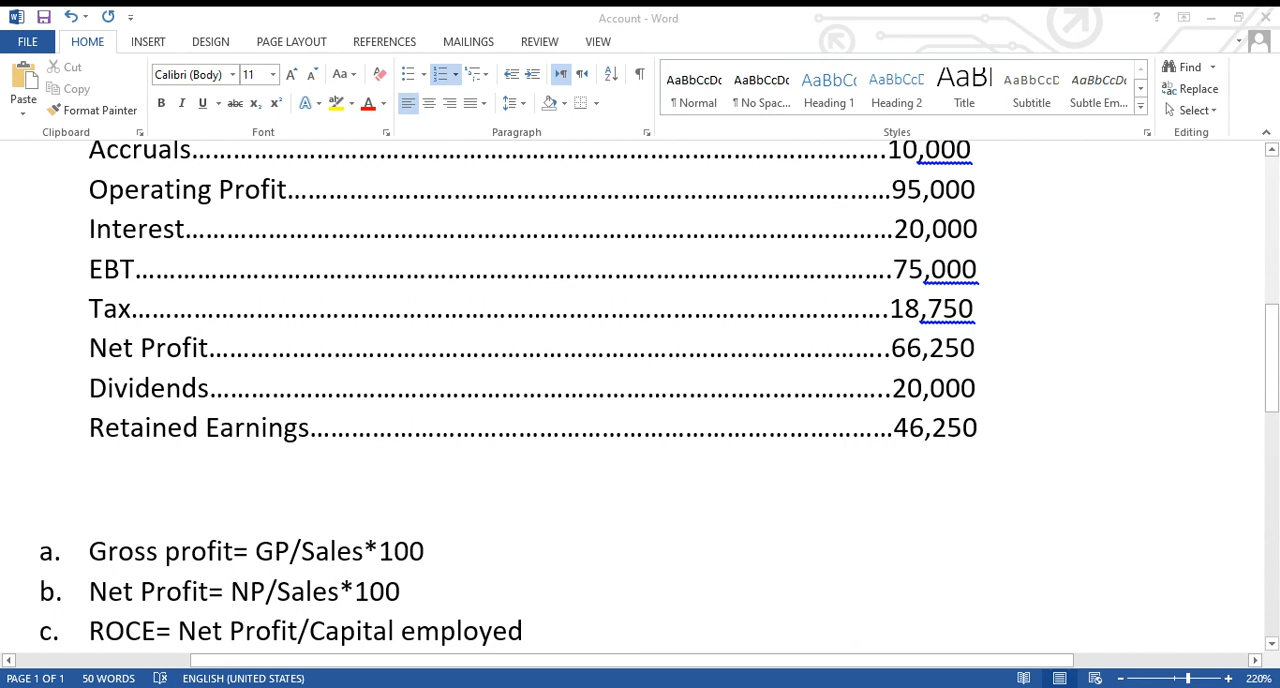 Account - Word
FILE HOME INSERT DESIGN PAGE LAYOUT REFERENCES MAILINGS REVIEW VIEW
Paste
Cut
Copy
Format Painter
Clipboard
Calibri (Body) 11
Font
Paragraph
AaBbCcDc AaBbCcDc AaBbC AaBbCcD AaBl AaBbCcD AaBbCcDc
¶ Normal ¶ No Spac... Heading 1 Heading 2 Title Subtitle Subtle Em...
Styles
Find
Replace
Select
Editing
Accruals……………………………………………………………………………….10,000
Operating Profit…………………………………………………………………….95,000
Interest…………………………………………………………………………………20,000
EBT……………………………………………………………………………………….75,000
Tax……………………………………………………………………………………….18,750
Net Profit……………………………………………………………………………..66,250
Dividends……………………………………………………………………………..20,000
Retained Earnings………………………………………………………………….46,250
a. Gross profit= GP/Sales*100
b. Net Profit= NP/Sales*100
c. ROCE= Net Profit/Capital employed
PAGE 1 OF 1 50 WORDS ENGLISH (UNITED STATES) 220%